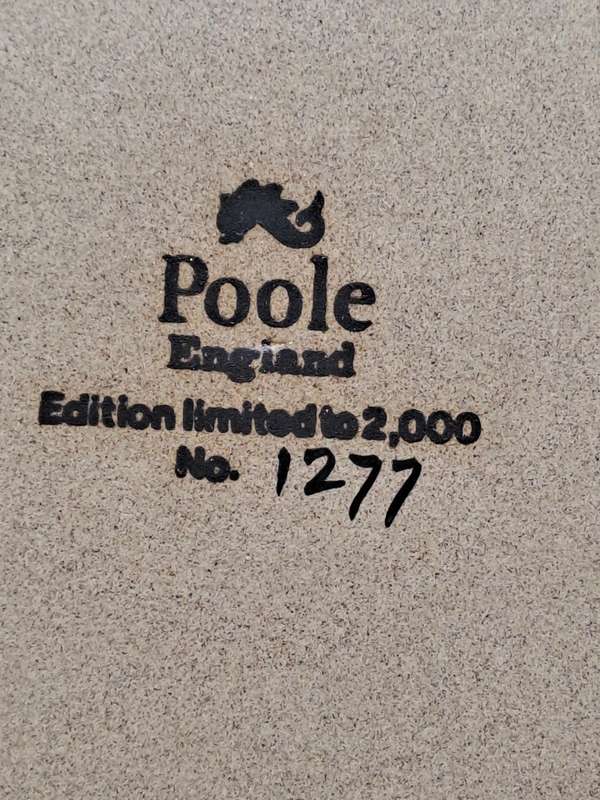 Poole
England
Edition limited to 2,000
No. 1277